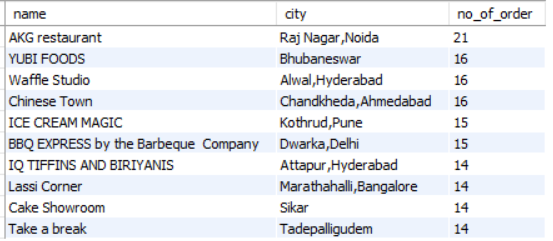 name city no_of_order
AKG restaurant Raj Nagar,Noida 21
YUBI FOODS Bhubaneswar 16
Waffle Studio Alwal,Hyderabad 16
Chinese Town Chandkheda,Ahmedabad 16
ICE CREAM MAGIC Kothrud,Pune 15
BBQ EXPRESS by the Barbeque  Company Dwarka,Delhi 15
IQ TIFFINS AND BIRIYANIS Attapur,Hyderabad 14
Lassi Corner Marathahalli,Bangalore 14
Cake Showroom Sikar 14
Take a break Tadepalligudem 14